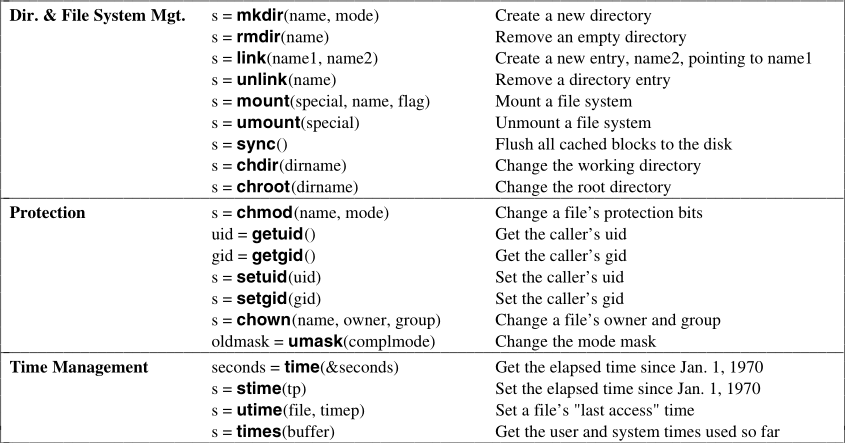 Dir. & File System Mgt. s = mkdir(name, mode) Create a new directory
s = rmdir(name) Remove an empty directory
s = link(name1, name2) Create a new entry, name2, pointing to name1
s = unlink(name) Remove a directory entry
s = mount(special, name, flag) Mount a file system
s = umount(special) Unmount a file system
s = sync() Flush all cached blocks to the disk
s = chdir(dirname) Change the working directory
s = chroot(dirname) Change the root directory
Protection s = chmod(name, mode) Change a file's protection bits
uid = getuid() Get the caller's uid
gid = getgid() Get the caller's gid
s = setuid(uid) Set the caller's uid
s = setgid(gid) Set the caller's gid
s = chown(name, owner, group) Change a file's owner and group
oldmask = umask(complmode) Change the mode mask
Time Management seconds = time(&seconds) Get the elapsed time since Jan. 1, 1970
s = stime(tp) Set the elapsed time since Jan. 1, 1970
s = utime(file, timep) Set a file's "last access" time
s = times(buffer) Get the user and system times used so far